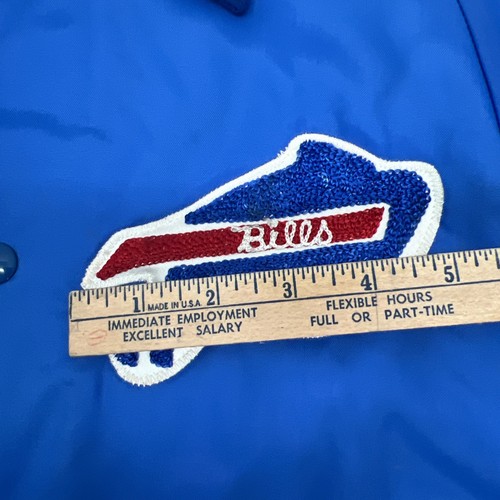 Bills
1 2 3 4 5
MADE IN U.S.A
IMMEDIATE EMPLOYMENT
EXCELLENT SALARY
FLEXIBLE HOURS
FULL OR PART-TIME